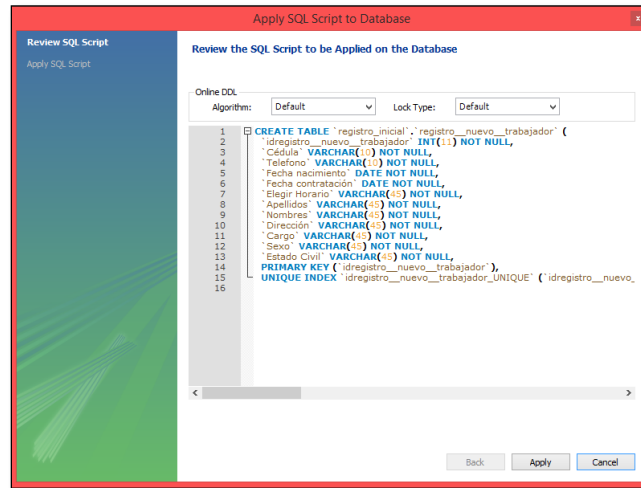 Apply SQL Script to Database
x
Review SQL Script
Apply SQL Script
Review the SQL Script to be Applied on the Database
Online DDL
Algorithm: Default Lock Type: Default
1 CREATE TABLE `registro_inicial`.`registro__nuevo__trabajador` (
2 `idregistro__nuevo__trabajador` INT(11) NOT NULL,
3 `Cédula` VARCHAR(10) NOT NULL,
4 `Telefono` VARCHAR(10) NOT NULL,
5 `Fecha nacimiento` DATE NOT NULL,
6 `Fecha contratación` DATE NOT NULL,
7 `Elegir Horario` VARCHAR(45) NOT NULL,
8 `Apellidos` VARCHAR(45) NOT NULL,
9 `Nombres` VARCHAR(45) NOT NULL,
10 `Dirección` VARCHAR(45) NOT NULL,
11 `Cargo` VARCHAR(45) NOT NULL,
12 `Sexo` VARCHAR(45) NOT NULL,
13 `Estado Civil` VARCHAR(45) NOT NULL,
14 PRIMARY KEY (`idregistro__nuevo__trabajador`),
15 UNIQUE INDEX `idregistro__nuevo__trabajador_UNIQUE` (`idregistro__nuevo_
16
Back Apply Cancel